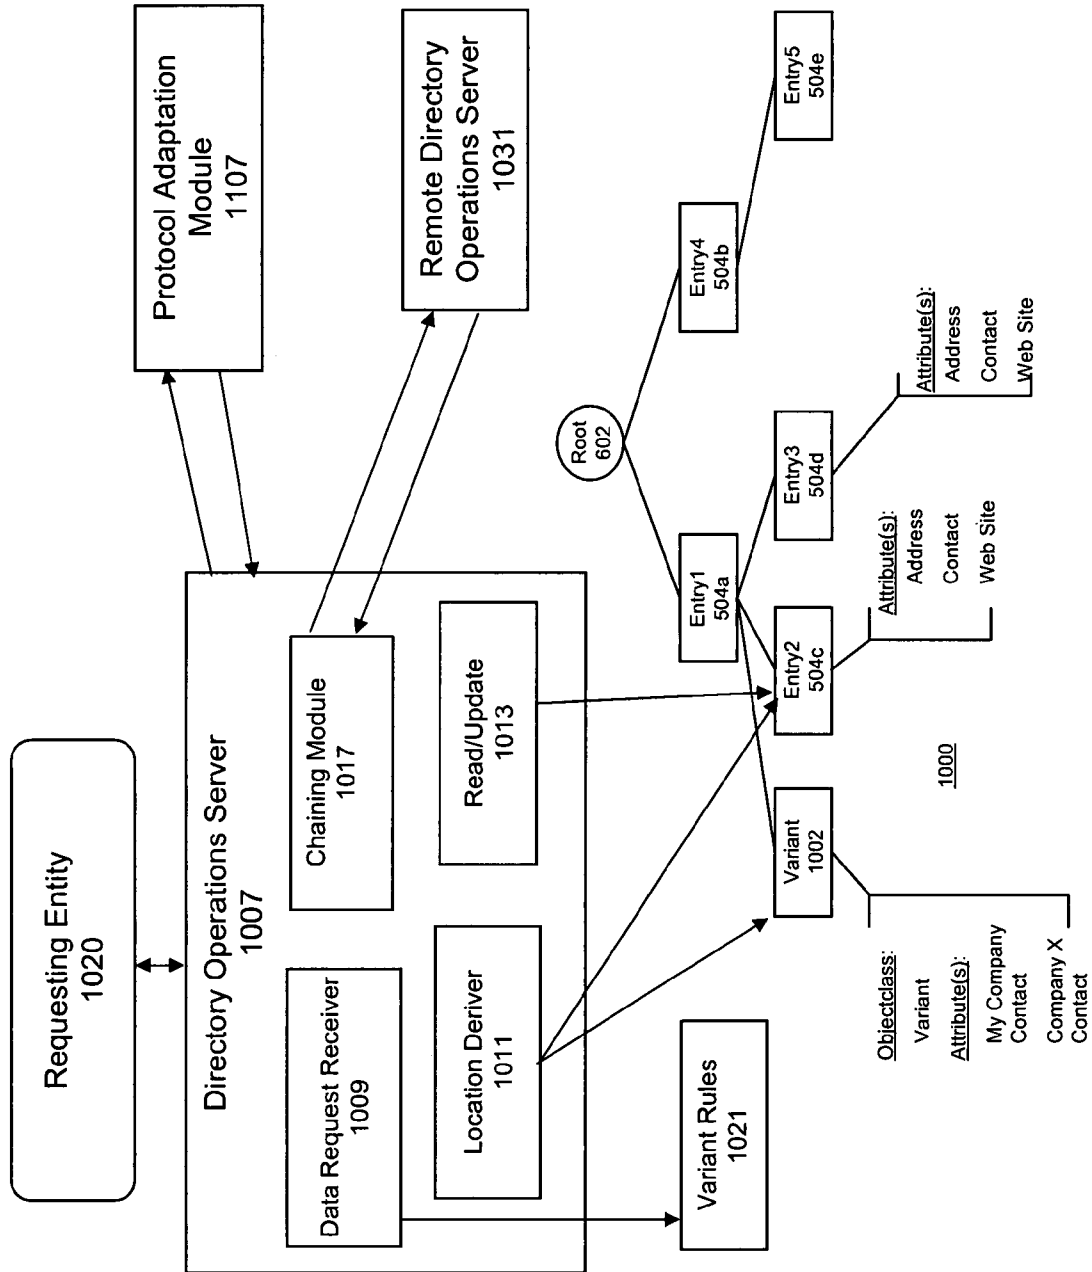 Requesting Entity
1020
Directory Operations Server
1007
Data Request Receiver
1009
Chaining Module
1017
Location Deriver
1011
Read/Update
1013
Protocol Adaptation
Module
1107
Remote Directory
Operations Server
1031
Variant Rules
1021
Root
602
Entry1
504a
Entry4
504b
Variant
1002
Entry2
504c
Entry3
504d
Entry5
504e
Objectclass:
Variant
Attribute(s):
My Company
Contact
Company X
Contact
1000
Attribute(s):
Address
Contact
Web Site
Attribute(s):
Address
Contact
Web Site